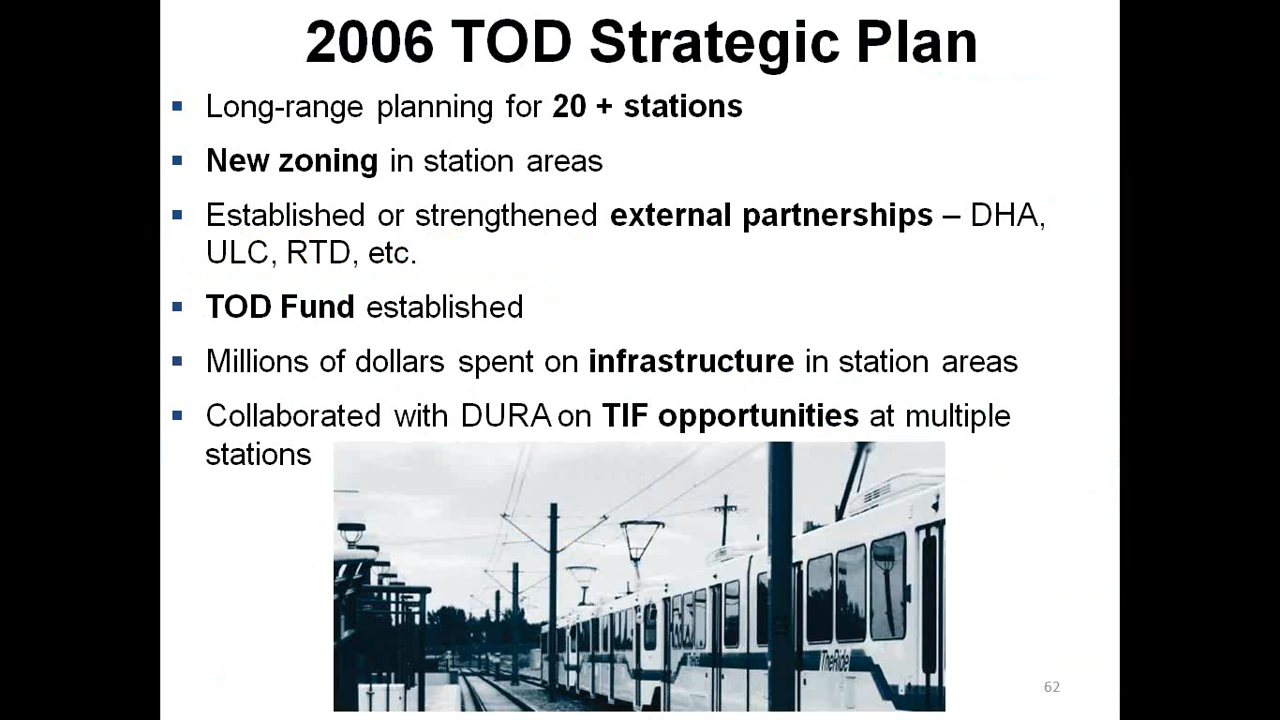 2006 TOD Strategic Plan
▪ Long-range planning for 20 + stations
▪ New zoning in station areas
▪ Established or strengthened external partnerships – DHA,
ULC, RTD, etc.
▪ TOD Fund established
▪ Millions of dollars spent on infrastructure in station areas
▪ Collaborated with DURA on TIF opportunities at multiple
stations
TheRide
62